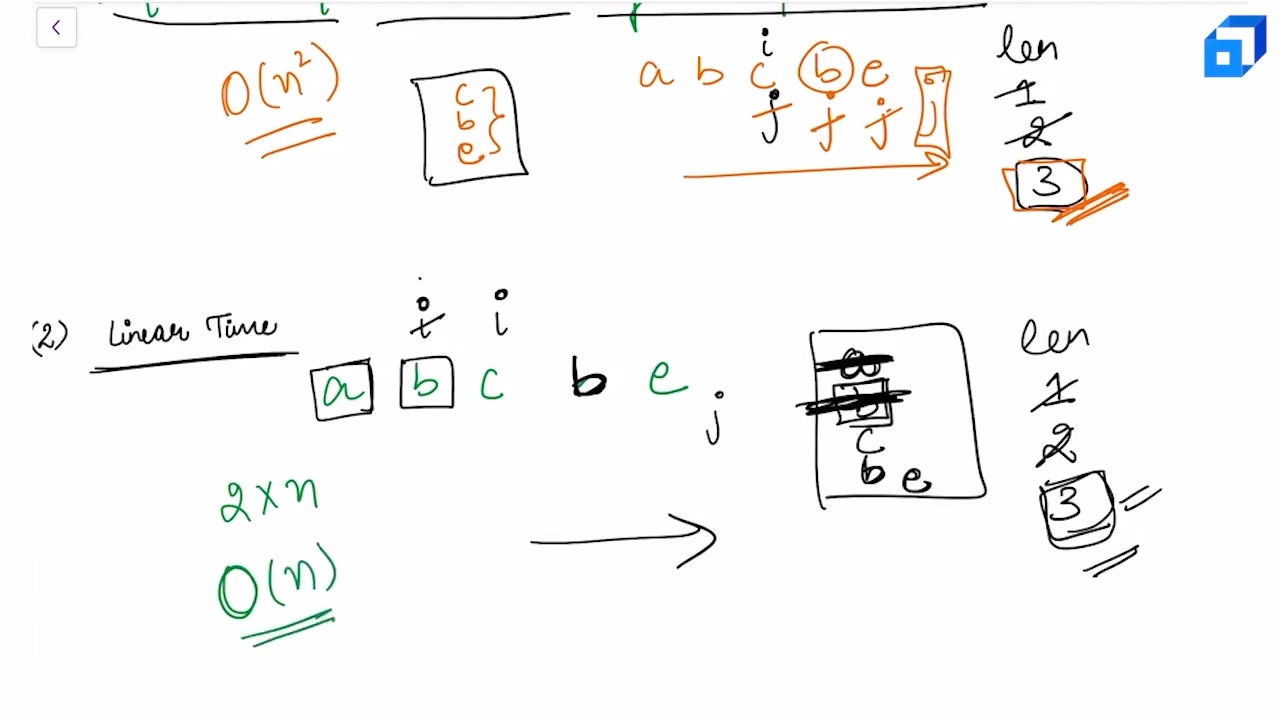 i
len
O(n²)
c
b
e
a b c b e j
j j j
1
2
3
(2) Linear Time
i i
len
a b c b e
j
a
b
c
b e
1
2
3
2 x n
O(n)